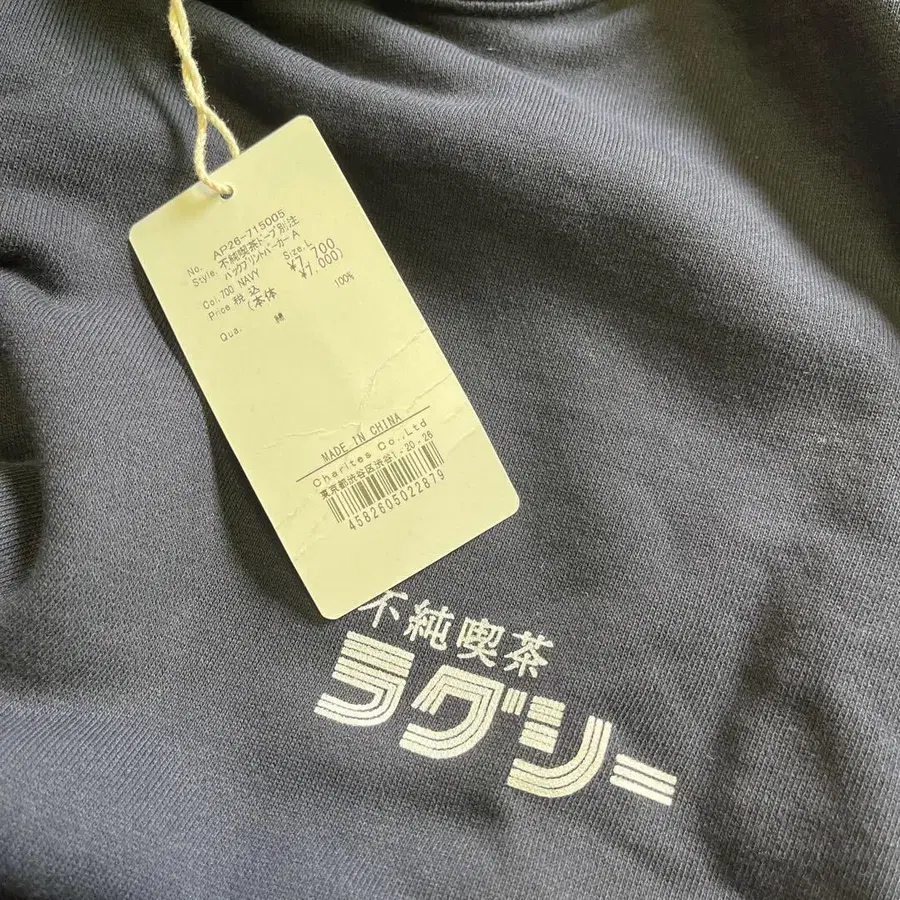 No. AP26-715005
Style. 不純喫茶ドープ別注
バックプリントパーカーA
Col. 700 NAVY Size. L
Price 税込 ¥7,700
(本体 ¥7,000)
Qua. 綿 100%
MADE IN CHINA
Charites Co.,Ltd
東京都渋谷区渋谷1-20-26
4582605022879
不純喫茶
ラグジー